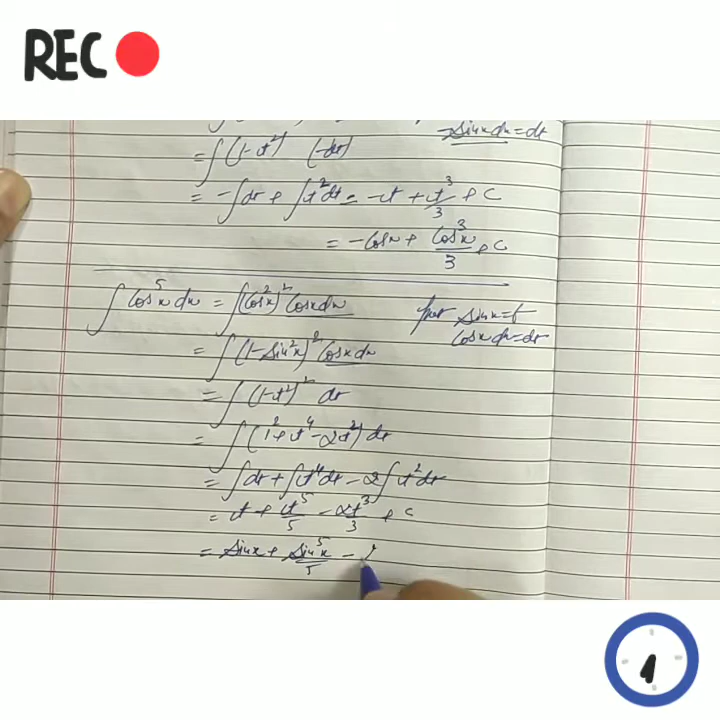 REC
-sinx dx = dt
= ∫(1-t²) (-dt)
= -∫dt + ∫t²dt = -t + t³/3 + C
= -cosx + cos³x/3 + C
∫cos⁵x dx = ∫(cos²x)² cosx dx
put sinx = t
cosx dx = dt
= ∫(1-sin²x)² cosx dx
= ∫(1-t²)² dt
= ∫(1² + t⁴ - 2t²) dt
= ∫dt + ∫t⁴dt - 2∫t²dt
= t + t⁵/5 - 2t³/3 + C
= sinx + sin⁵x/5 -
1